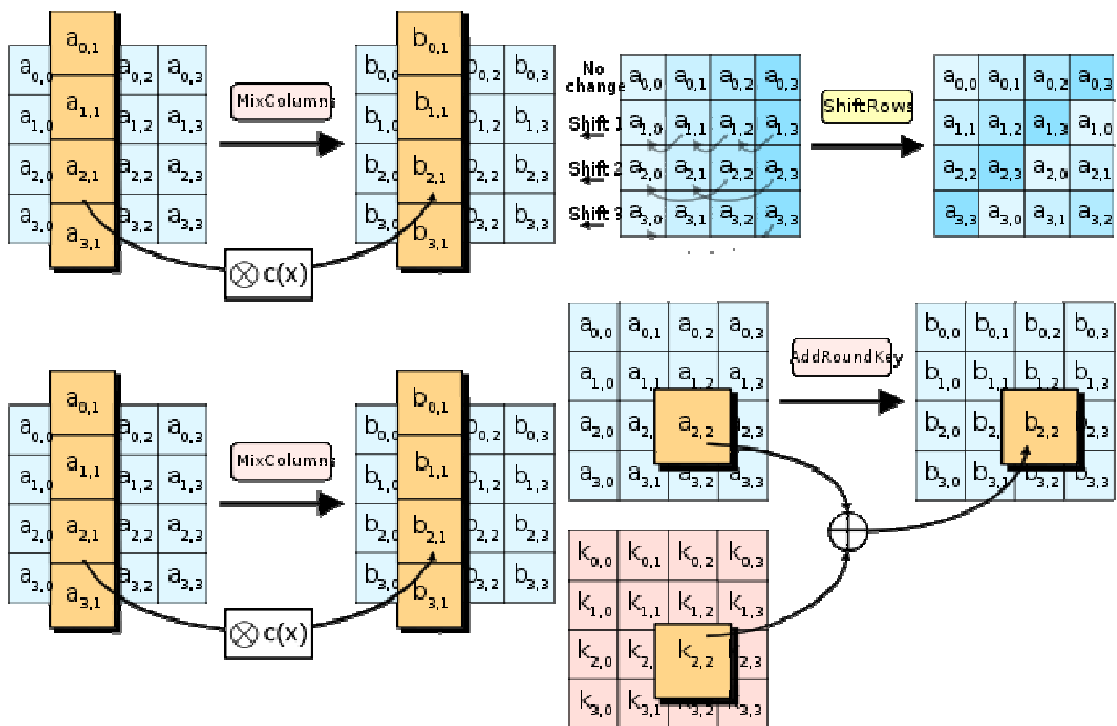 a0,1 b0,1
a0,0 a0,2 a0,3 b0,0 b0,2 b0,3
MixColumns
a1,1 b1,1
a1,0 a1,2 a1,3 b1,0 b1,2 b1,3
a2,1 b2,1
a2,0 a2,2 a2,3 b2,0 b2,2 b2,3
a3,0 a3,2 a3,3 b3,0 b3,2 b3,3
a3,1 b3,1
⊗ c(x)
No
change
a0,0 a0,1 a0,2 a0,3
Shift 1
a1,0 a1,1 a1,2 a1,3
Shift 2
a2,0 a2,1 a2,2 a2,3
Shift 3
a3,0 a3,1 a3,2 a3,3
ShiftRows
a0,0 a0,1 a0,2 a0,3
a1,1 a1,2 a1,3 a1,0
a2,2 a2,3 a2,0 a2,1
a3,3 a3,0 a3,1 a3,2
a0,1 b0,1
a0,0 a0,2 a0,3 b0,0 b0,2 b0,3
MixColumns
a1,1 b1,1
a1,0 a1,2 a1,3 b1,0 b1,2 b1,3
a2,1 b2,1
a2,0 a2,2 a2,3 b2,0 b2,2 b2,3
a3,0 a3,2 a3,3 b3,0 b3,2 b3,3
a3,1 b3,1
⊗ c(x)
a0,0 a0,1 a0,2 a0,3
a1,0 a1,1 a1,2 a1,3
a2,0 a2, a2,2 2,3
a3,0 a3,1 a3,2 a3,3
AddRoundKey
b0,0 b0,1 b0,2 b0,3
b1,0 b1,1 b1,2 b1,3
b2,0 b2, b2,2 2,3
b3,0 b3,1 b3,2 b3,3
k0,0 k0,1 k0,2 k0,3
k1,0 k1,1 k1,2 k1,3
k2,0 k2, k2,2 2,3
k3,0 k3,1 k3,2 k3,3